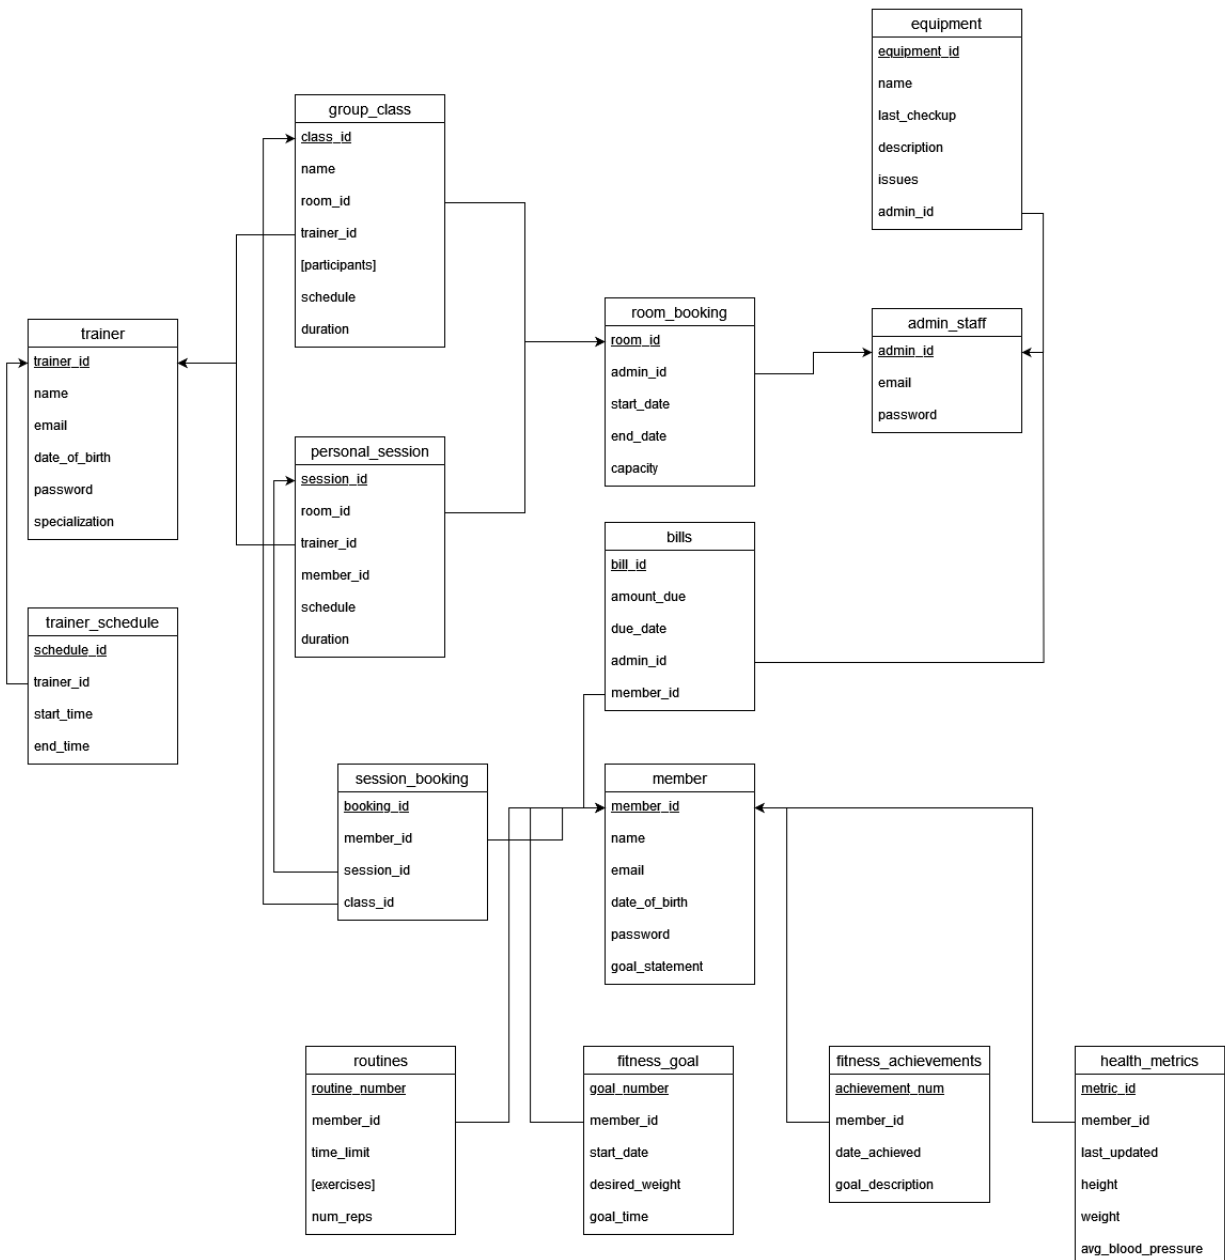 equipment
equipment_id
name
last_checkup
description
issues
admin_id
group_class
class_id
name
room_id
trainer_id
[participants]
schedule
duration
room_booking
room_id
admin_id
start_date
end_date
capacity
admin_staff
admin_id
email
password
trainer
trainer_id
name
email
date_of_birth
password
specialization
personal_session
session_id
room_id
trainer_id
member_id
schedule
duration
bills
bill_id
amount_due
due_date
admin_id
member_id
trainer_schedule
schedule_id
trainer_id
start_time
end_time
session_booking
booking_id
member_id
session_id
class_id
member
member_id
name
email
date_of_birth
password
goal_statement
routines
routine_number
member_id
time_limit
[exercises]
num_reps
fitness_goal
goal_number
member_id
start_date
desired_weight
goal_time
fitness_achievements
achievement_num
member_id
date_achieved
goal_description
health_metrics
metric_id
member_id
last_updated
height
weight
avg_blood_pressure